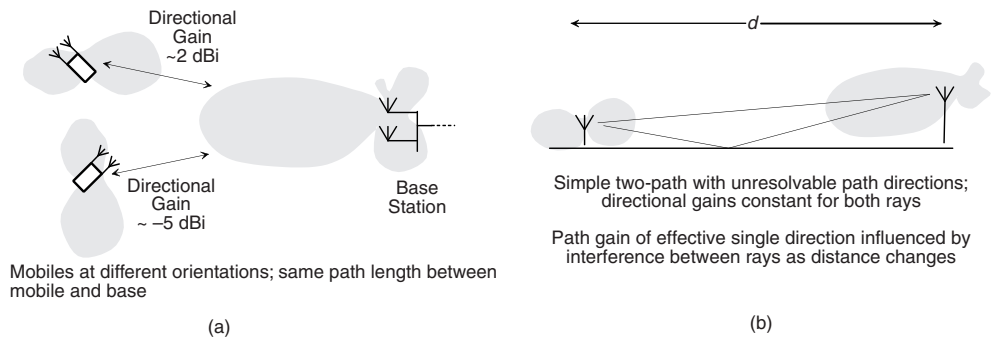 Directional
Gain
~2 dBi
Directional
Gain
~ –5 dBi
Base
Station
Mobiles at different orientations; same path length between
mobile and base
(a)
d
Simple two-path with unresolvable path directions;
directional gains constant for both rays
Path gain of effective single direction influenced by
interference between rays as distance changes
(b)